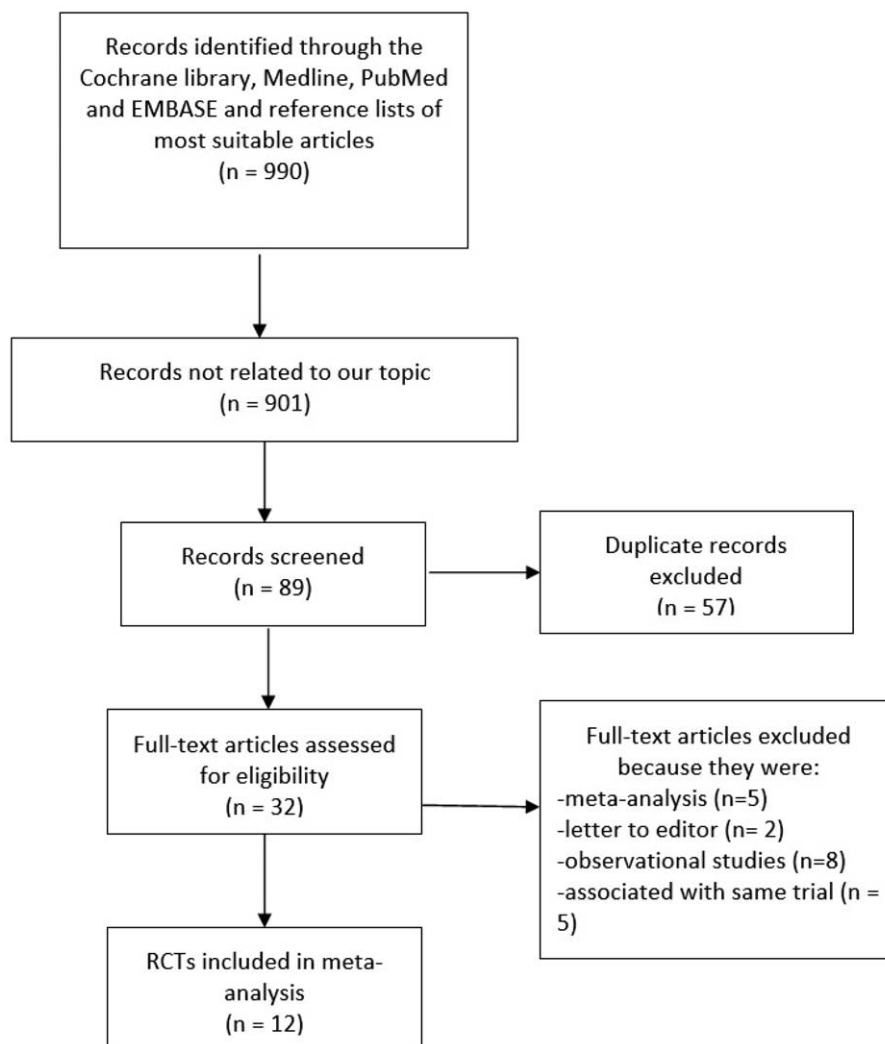 Records identified through the
Cochrane library, Medline, PubMed
and EMBASE and reference lists of
most suitable articles
(n = 990)
Records not related to our topic
(n = 901)
Records screened
(n = 89)
Duplicate records
excluded
(n = 57)
Full-text articles assessed
for eligibility
(n = 32)
Full-text articles excluded
because they were:
-meta-analysis (n=5)
-letter to editor (n= 2)
-observational studies (n=8)
-associated with same trial (n =
5)
RCTs included in meta-
analysis
(n = 12)